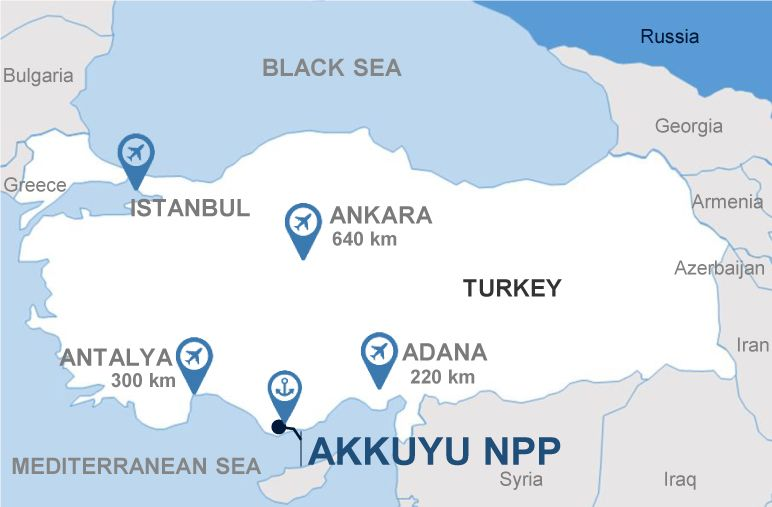 Russia
BLACK SEA
Bulgaria
Georgia
Greece
ISTANBUL
Armenia
ANKARA
640 km
Azerbaijan
TURKEY
Iran
ANTALYA
300 km
ADANA
220 km
AKKUYU NPP
MEDITERRANEAN SEA
Syria
Iraq